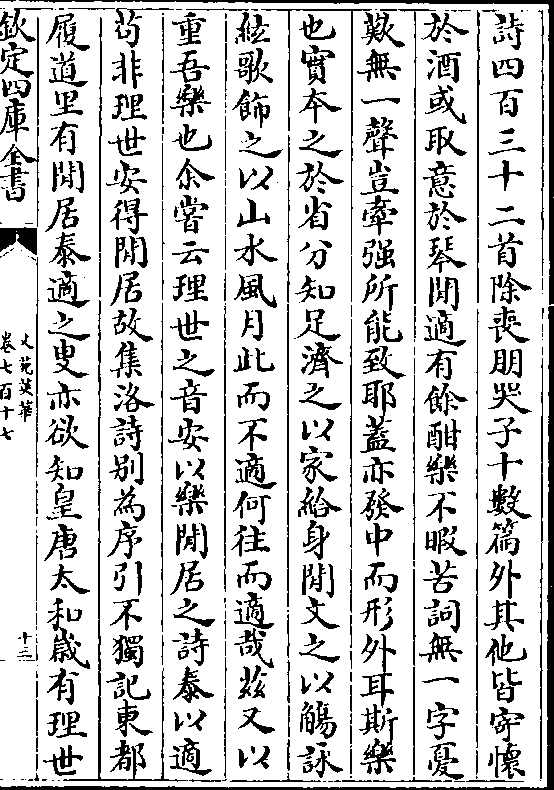 詩四百三十二首除喪朋哭子十數篇外其他皆寄懷
於酒或取意於琴閒適有餘酣樂不暇苦詞無一字憂
歎無一聲豈牽强所能致耶蓋亦發中而形外耳斯樂
也實本之於省分知足濟之以家給身閒文之以觴詠
絃歌飾之以山水風月此而不適何往而適哉兹又以
重吾樂也余嘗云理世之音安以樂閒居之詩泰以適
苟非理世安得閒居故集洛詩别為序引不獨記東都
履道里有閒居泰適之叟亦欲知皇唐太和歲有理世
欽定四庫全書
文苑英華
卷七百十七
十三